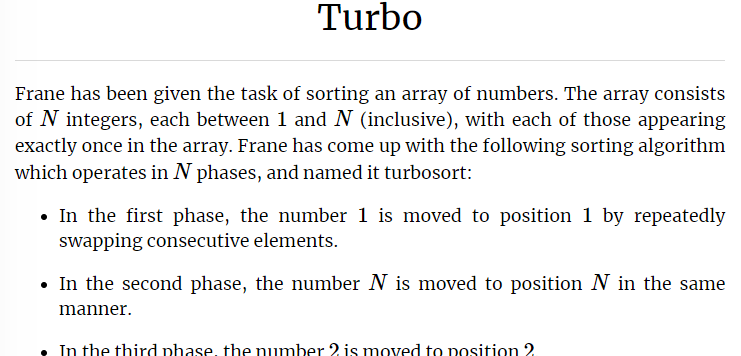 Turbo
Frane has been given the task of sorting an array of numbers. The array consists
of N integers, each between 1 and N (inclusive), with each of those appearing
exactly once in the array. Frane has come up with the following sorting algorithm
which operates in N phases, and named it turbosort:
• In the first phase, the number 1 is moved to position 1 by repeatedly
swapping consecutive elements.
• In the second phase, the number N is moved to position N in the same
manner.
• In the third phase, the number 2 is moved to position 2